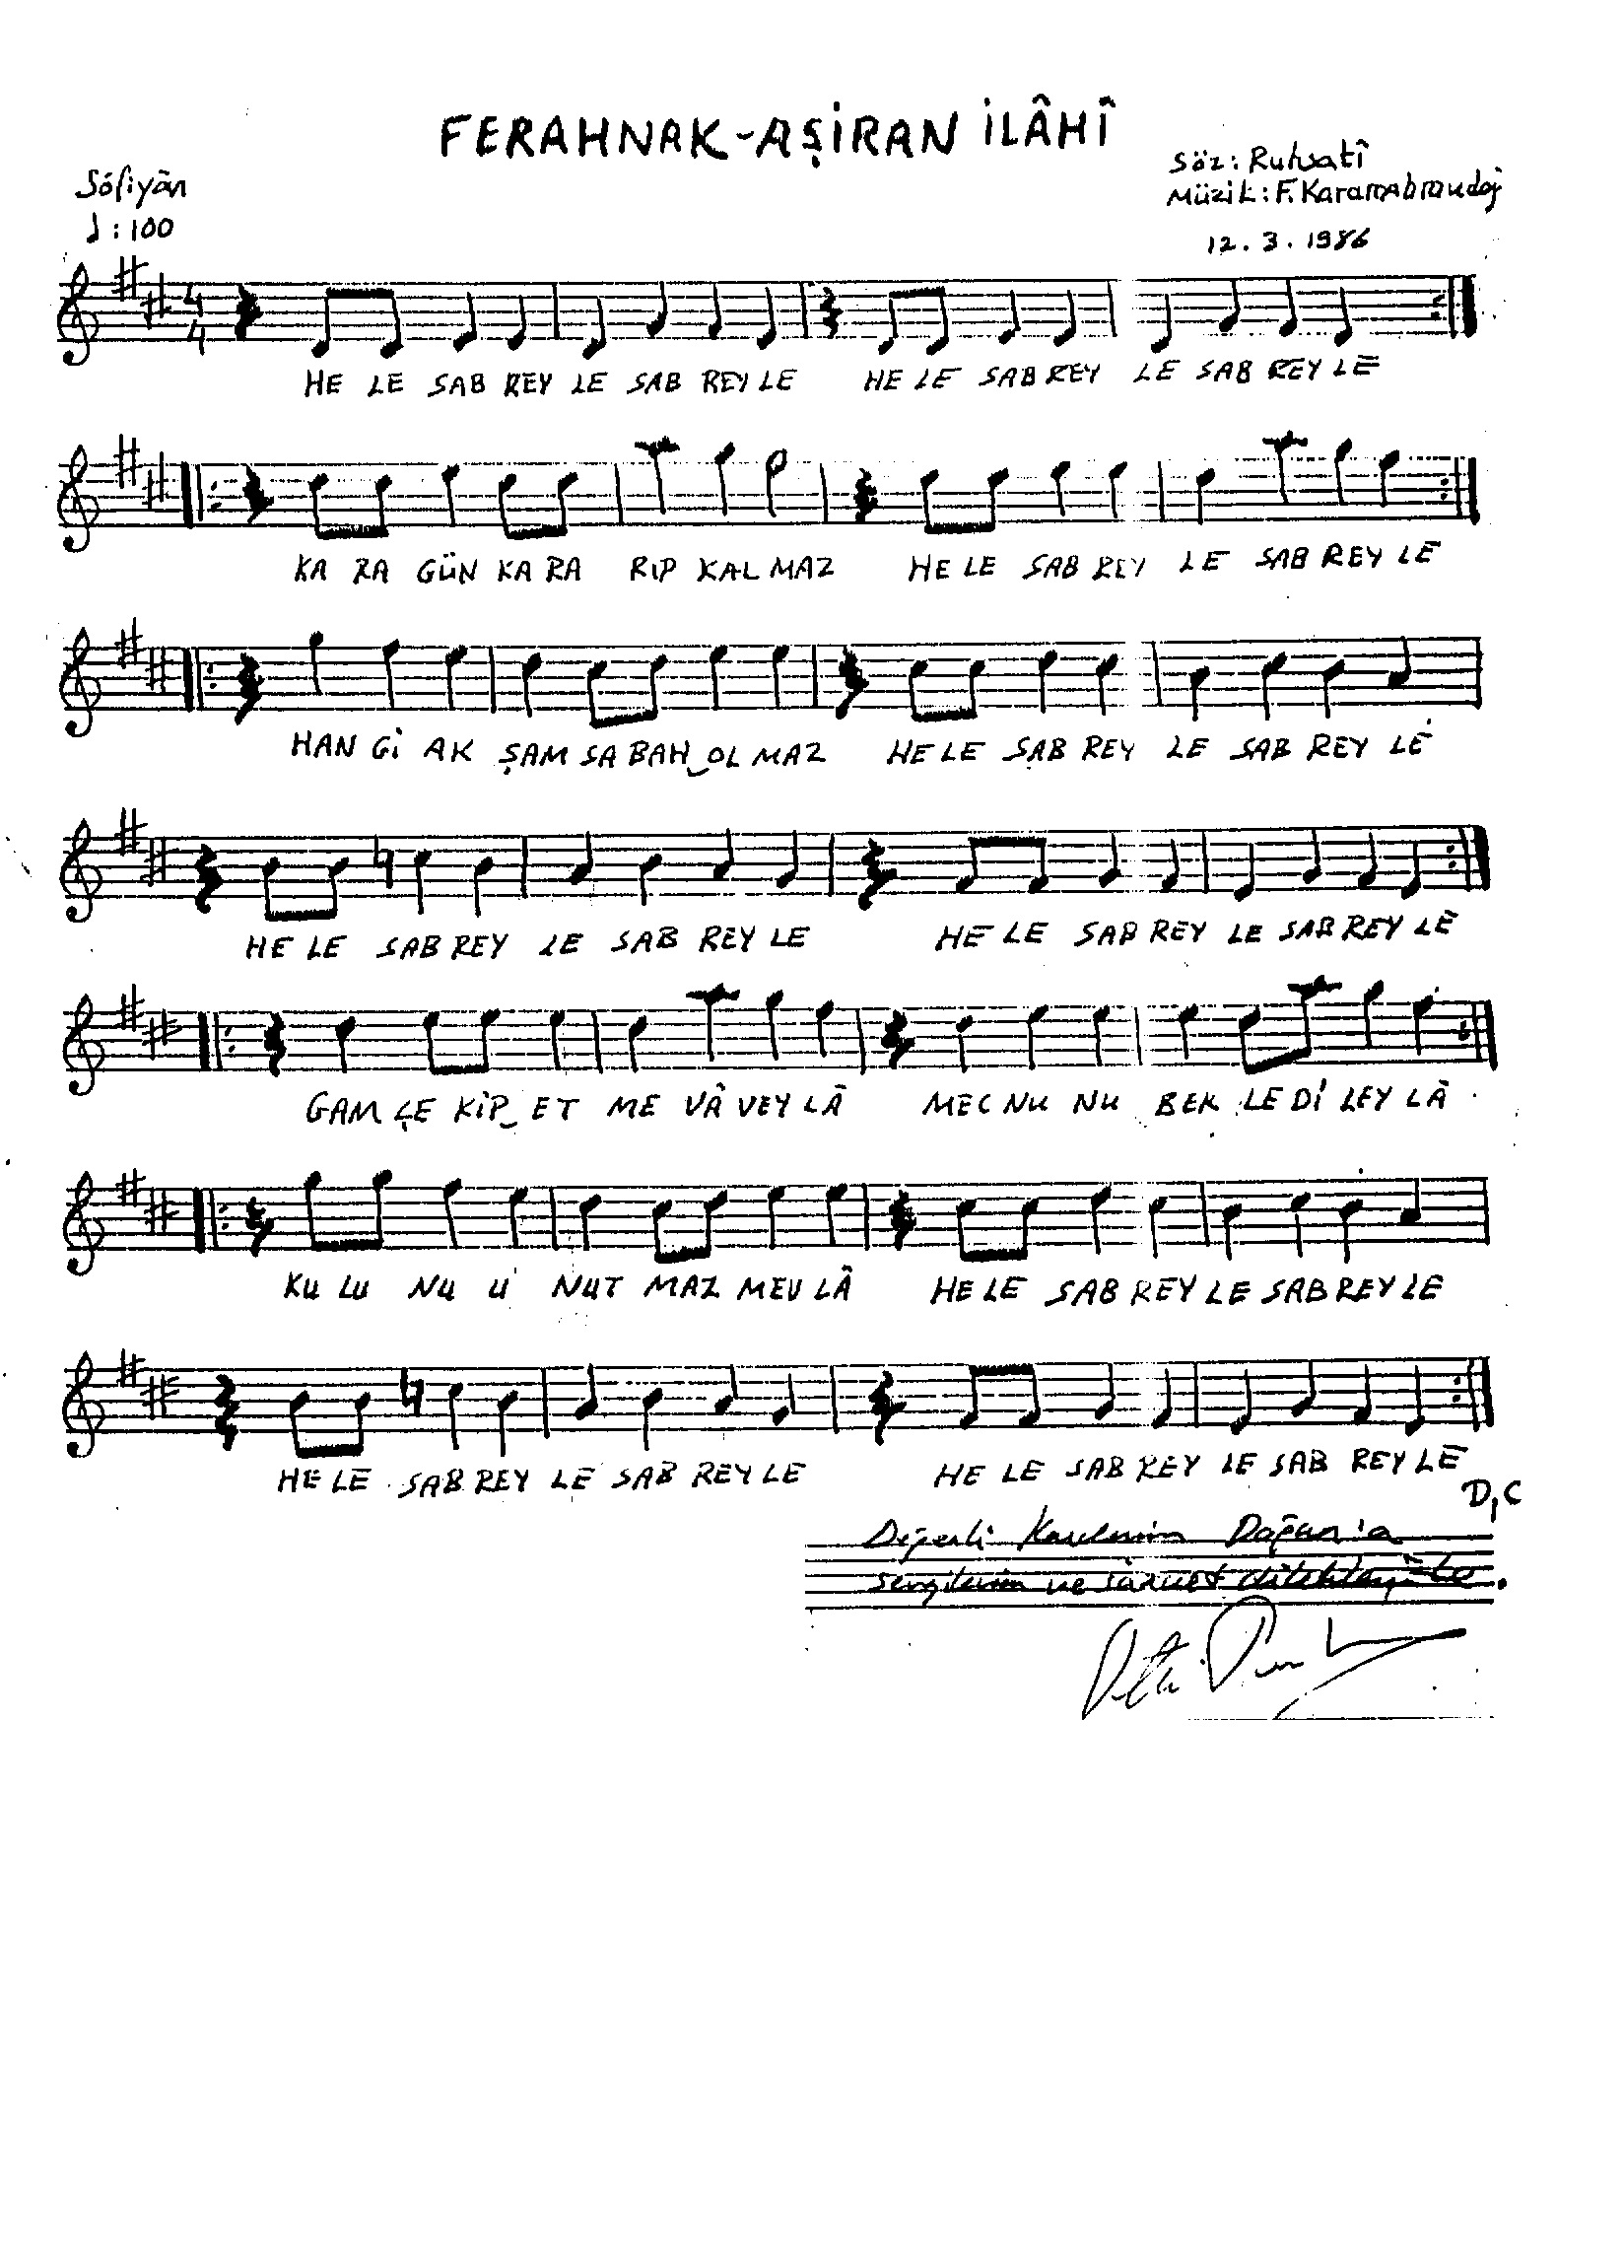 FERAHNAK-AŞİRAN İLÂHÎ
Söz: Ruhsatî
Sofiyân
Müzik: F. Karamahmudoğ
♩: 100
12. 3. 1986
4
4
HE LE SAB REY LE SAB REY LE HE LE SAB REY LE SAB REY LE
KA RA GÜN KA RA RIP KAL MAZ HE LE SAB REY LE SAB REY LE
HAN Gİ AK ŞAM SA BAH_OL MAZ HE LE SAB REY LE SAB REY LE
HE LE SAB REY LE SAB REY LE HE LE SAB REY LE SAB REY LE
GAM ÇE KİP_ ET ME VÂ VEY LÂ MEC NU NU BEK LE Dİ LEY LÂ
KU LU NU U NUT MAZ MEV LÂ HE LE SAB REY LE SAB REY LE
HE LE SAB REY LE SAB REY LE HE LE SAB REY LE SAB REY LE
D.C
Değerli Kardeşim Doğan'a
sevgilerim ve